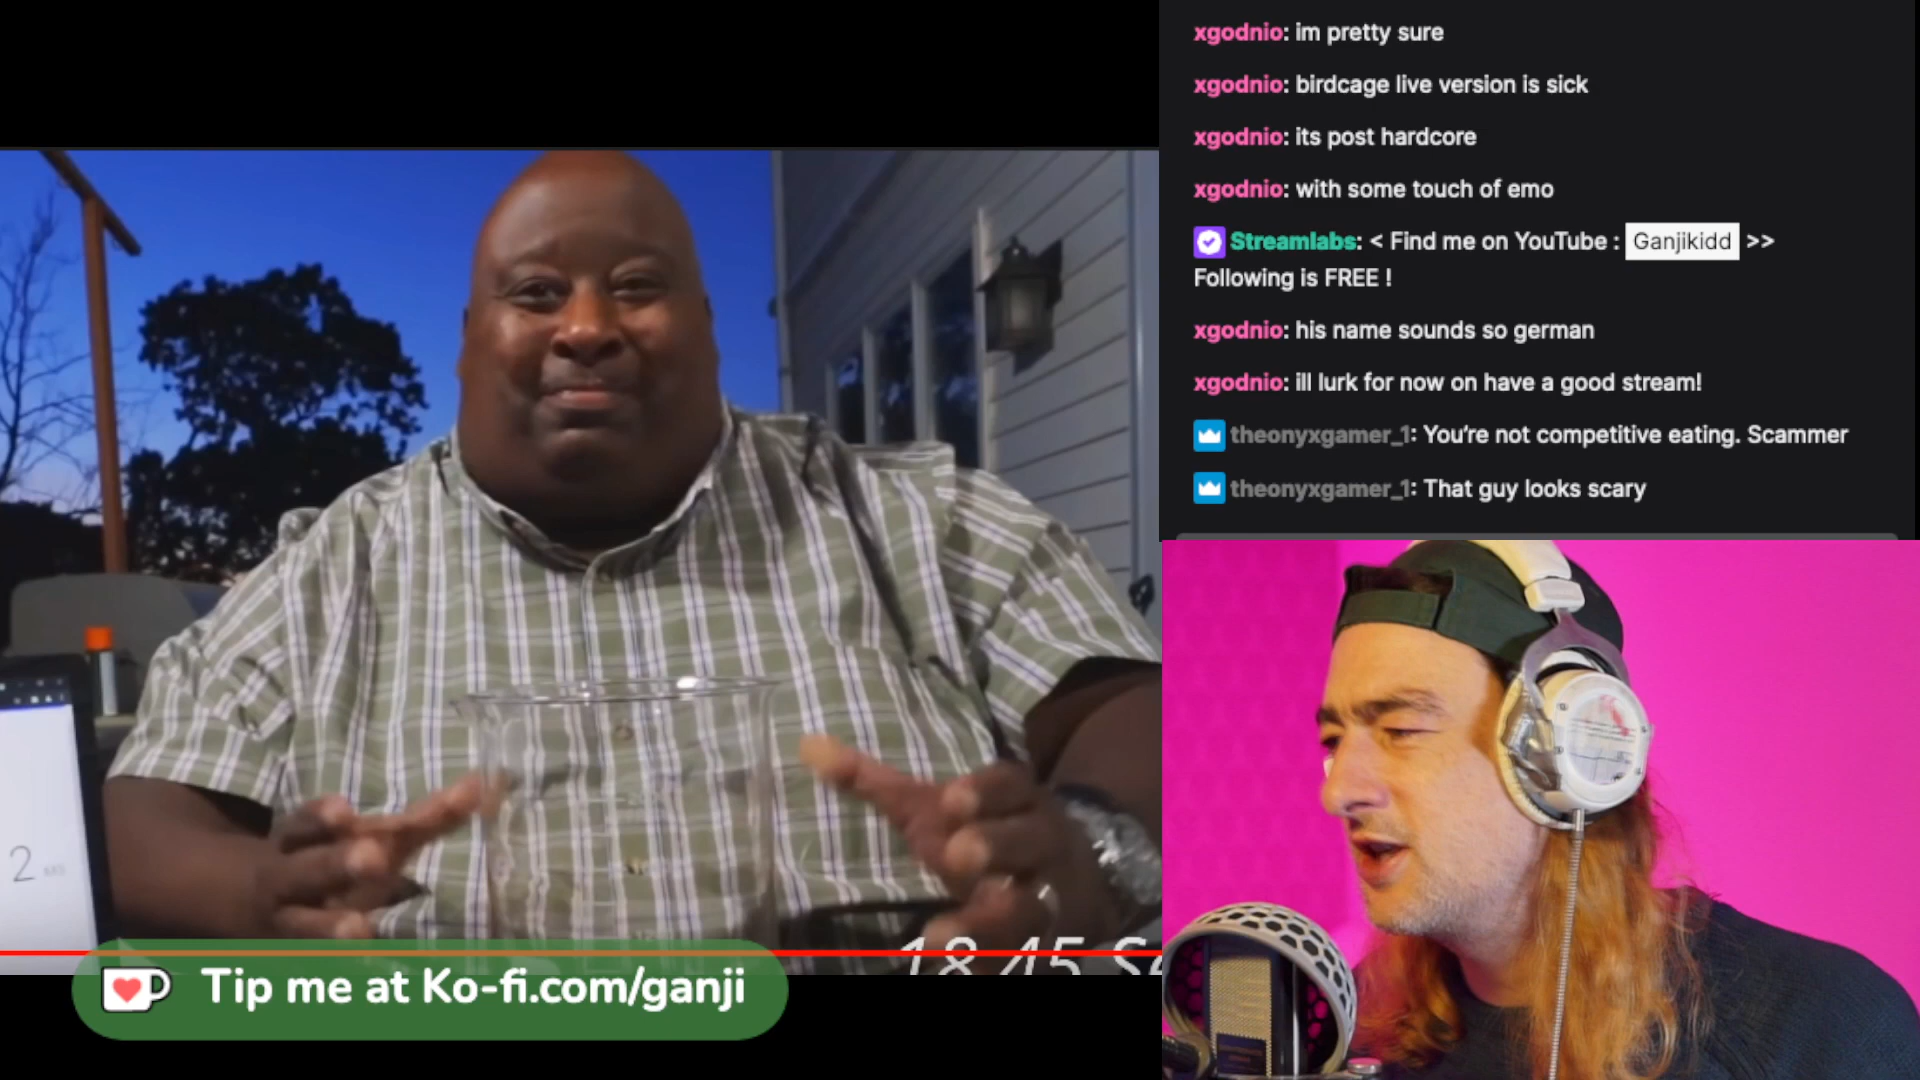 xgodnio: im pretty sure
xgodnio: birdcage live version is sick
xgodnio: its post hardcore
xgodnio: with some touch of emo
Streamlabs: < Find me on YouTube : Ganjikidd >>
Following is FREE !
xgodnio: his name sounds so german
xgodnio: ill lurk for now on have a good stream!
theonyxgamer_1: You're not competitive eating. Scammer
theonyxgamer_1: That guy looks scary
2
18.45
Tip me at Ko-fi.com/ganji